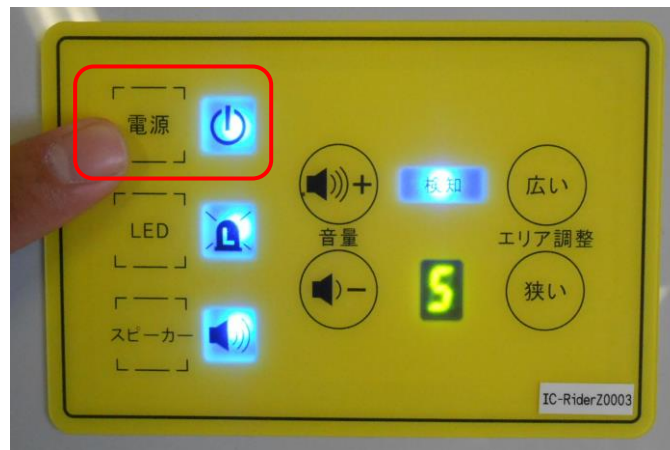 電源
LED
スピーカー
音量
検知
5
広い
エリア調整
狭い
IC-RiderZ0003